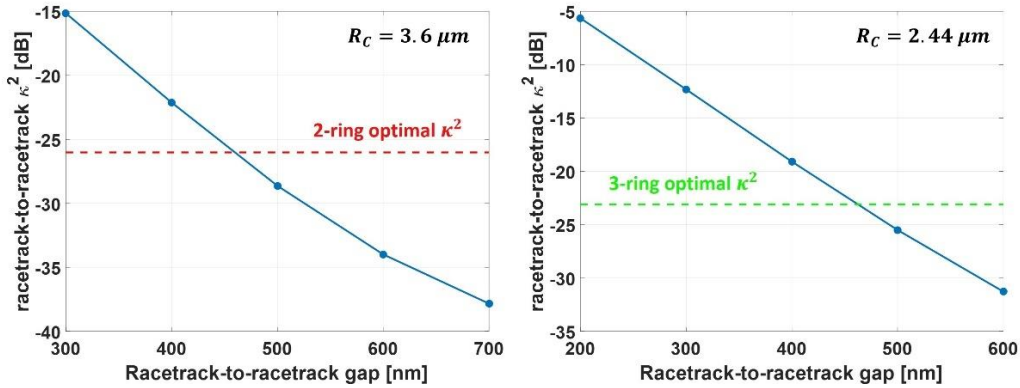 racetrack-to-racetrack κ² [dB]
-15
-20
-25
-30
-35
-40
R_C = 3.6 μm
2-ring optimal κ²
300
400
500
600
700
Racetrack-to-racetrack gap [nm]
racetrack-to-racetrack κ² [dB]
-5
-10
-15
-20
-25
-30
-35
R_C = 2.44 μm
3-ring optimal κ²
200
300
400
500
600
Racetrack-to-racetrack gap [nm]